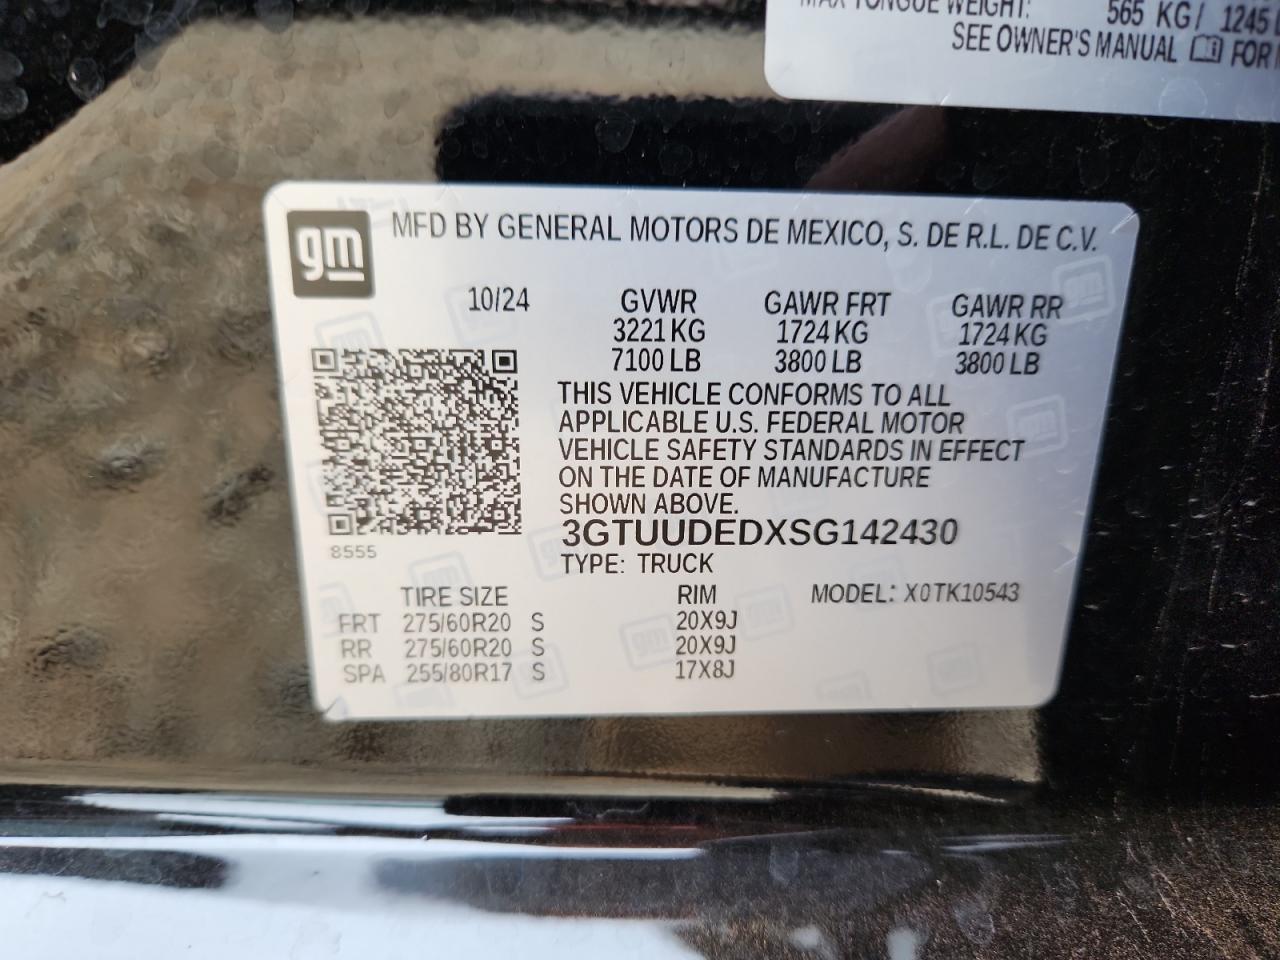 MAX TONGUE WEIGHT: 565 KG/ 1245
SEE OWNER'S MANUAL FOR
gm
MFD BY GENERAL MOTORS DE MEXICO, S. DE R.L. DE C.V.
10/24 GVWR GAWR FRT GAWR RR
3221 KG 1724 KG 1724 KG
7100 LB 3800 LB 3800 LB
THIS VEHICLE CONFORMS TO ALL
APPLICABLE U.S. FEDERAL MOTOR
VEHICLE SAFETY STANDARDS IN EFFECT
ON THE DATE OF MANUFACTURE
SHOWN ABOVE.
3GTUUDEDXSG142430
8555
TYPE: TRUCK
TIRE SIZE RIM MODEL: X0TK10543
FRT 275/60R20 S 20X9J
RR 275/60R20 S 20X9J
SPA 255/80R17 S 17X8J